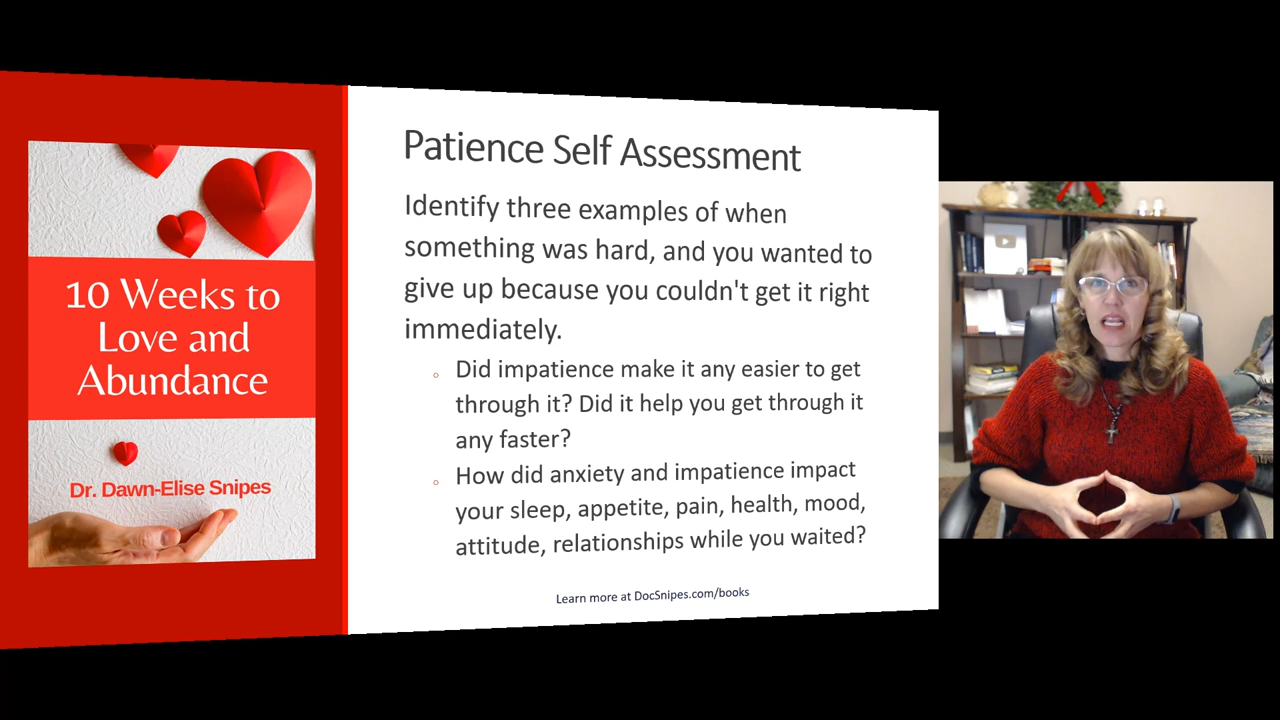 10 Weeks to
Love and
Abundance
Dr. Dawn-Elise Snipes
Patience Self Assessment
Identify three examples of when
something was hard, and you wanted to
give up because you couldn't get it right
immediately.
Did impatience make it any easier to get
through it? Did it help you get through it
any faster?
How did anxiety and impatience impact
your sleep, appetite, pain, health, mood,
attitude, relationships while you waited?
Learn more at DocSnipes.com/books